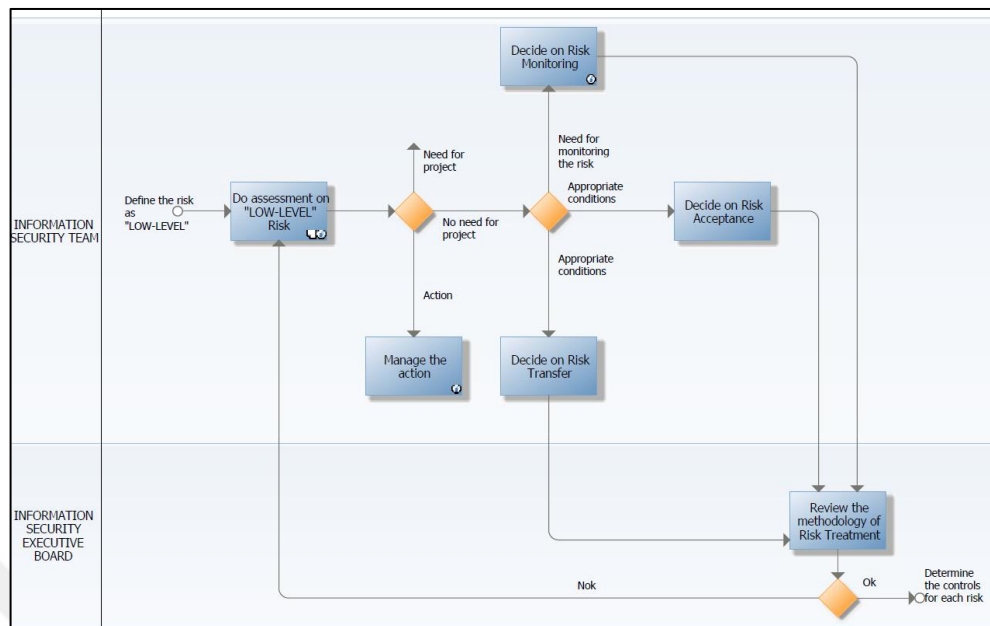 Decide on Risk
Monitoring
Need for
project
Need for
monitoring
the risk
Define the risk
as
"LOW-LEVEL"
Do assessment on
"LOW-LEVEL"
Risk
Appropriate
conditions
Decide on Risk
Acceptance
INFORMATION
SECURITY TEAM
No need for
project
Appropriate
conditions
Action
Manage the
action
Decide on Risk
Transfer
INFORMATION
SECURITY
EXECUTIVE
BOARD
Review the
methodology of
Risk Treatment
Nok
Ok
Determine
the controls
for each risk